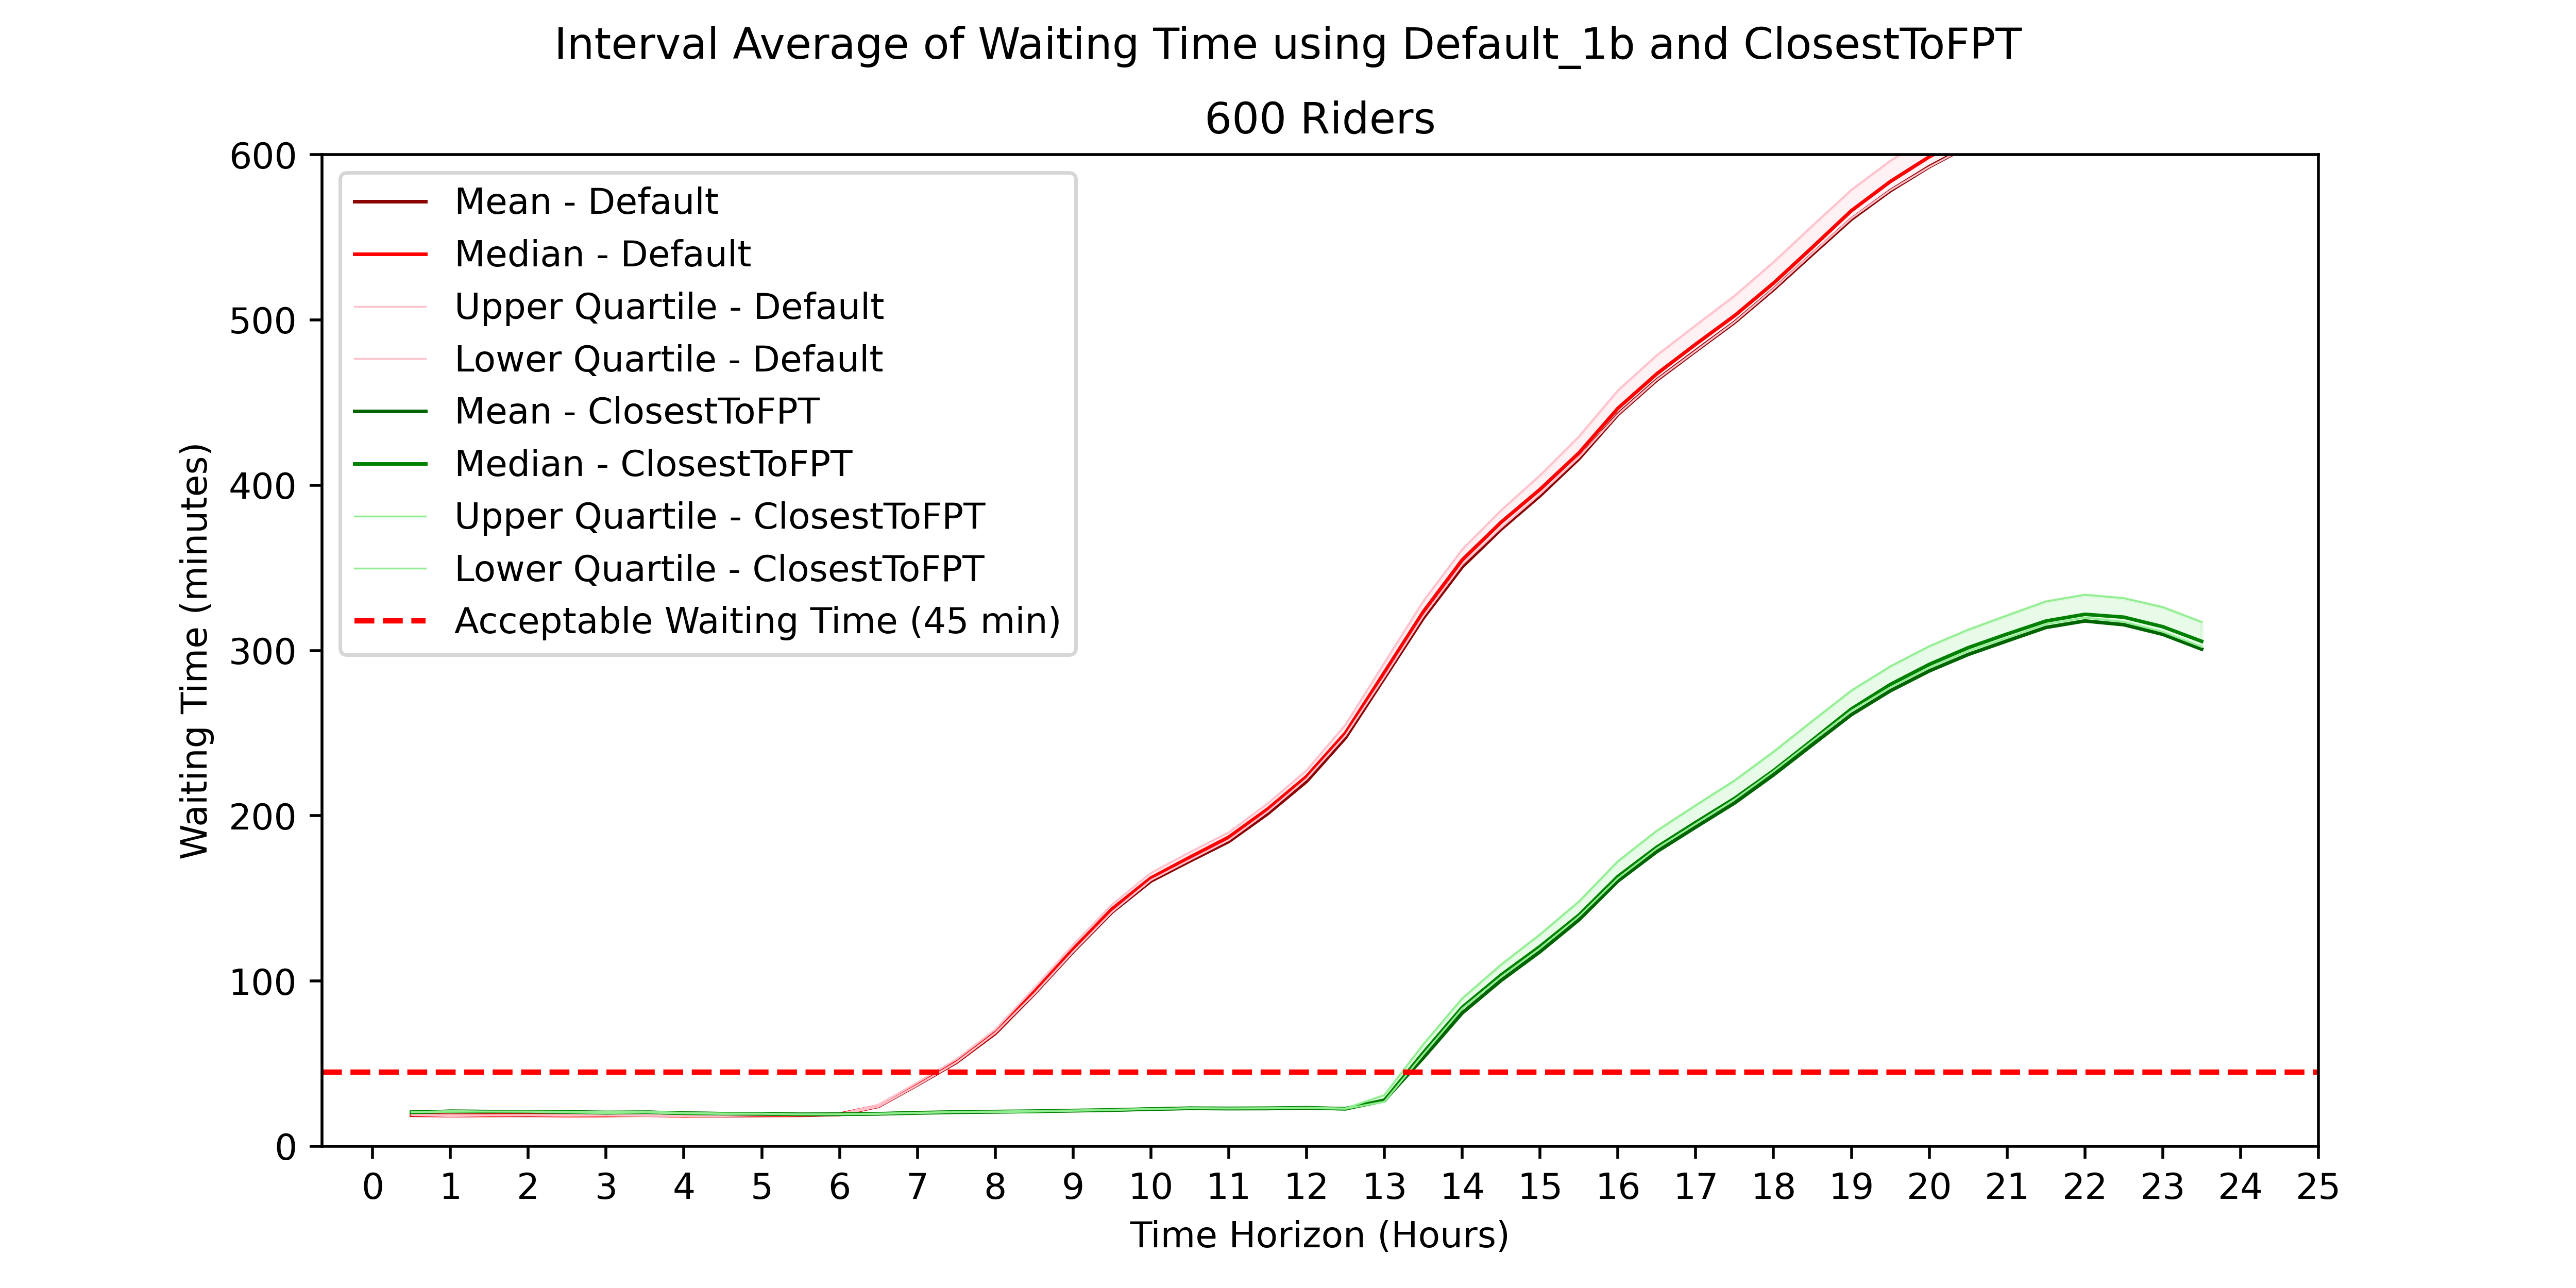 Interval Average of Waiting Time using Default_1b and ClosestToFPT
600 Riders
600
500
400
300
200
100
0
Waiting Time (minutes)
Mean - Default
Median - Default
Upper Quartile - Default
Lower Quartile - Default
Mean - ClosestToFPT
Median - ClosestToFPT
Upper Quartile - ClosestToFPT
Lower Quartile - ClosestToFPT
Acceptable Waiting Time (45 min)
0 1 2 3 4 5 6 7 8 9 10 11 12 13 14 15 16 17 18 19 20 21 22 23 24 25
Time Horizon (Hours)